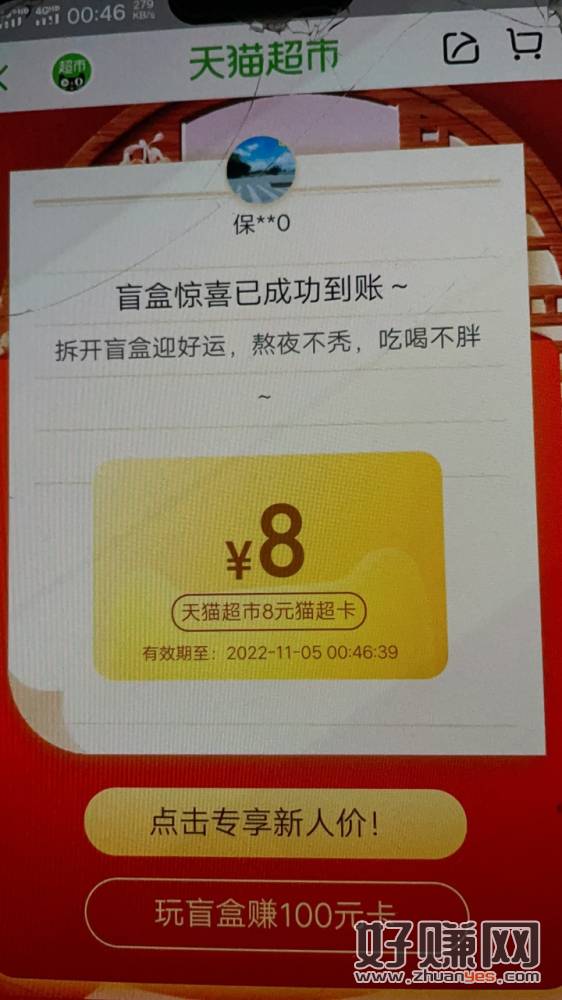 HD 4GHD 00:46 279 KB/s
超市
天猫超市
保**0
盲盒惊喜已成功到账~
拆开盲盒迎好运，熬夜不秃，吃喝不胖
~
¥8
天猫超市8元猫超卡
有效期至：2022-11-05 00:46:39
点击专享新人价！
玩盲盒赚100元卡
好赚网
www.zhuanyes.com